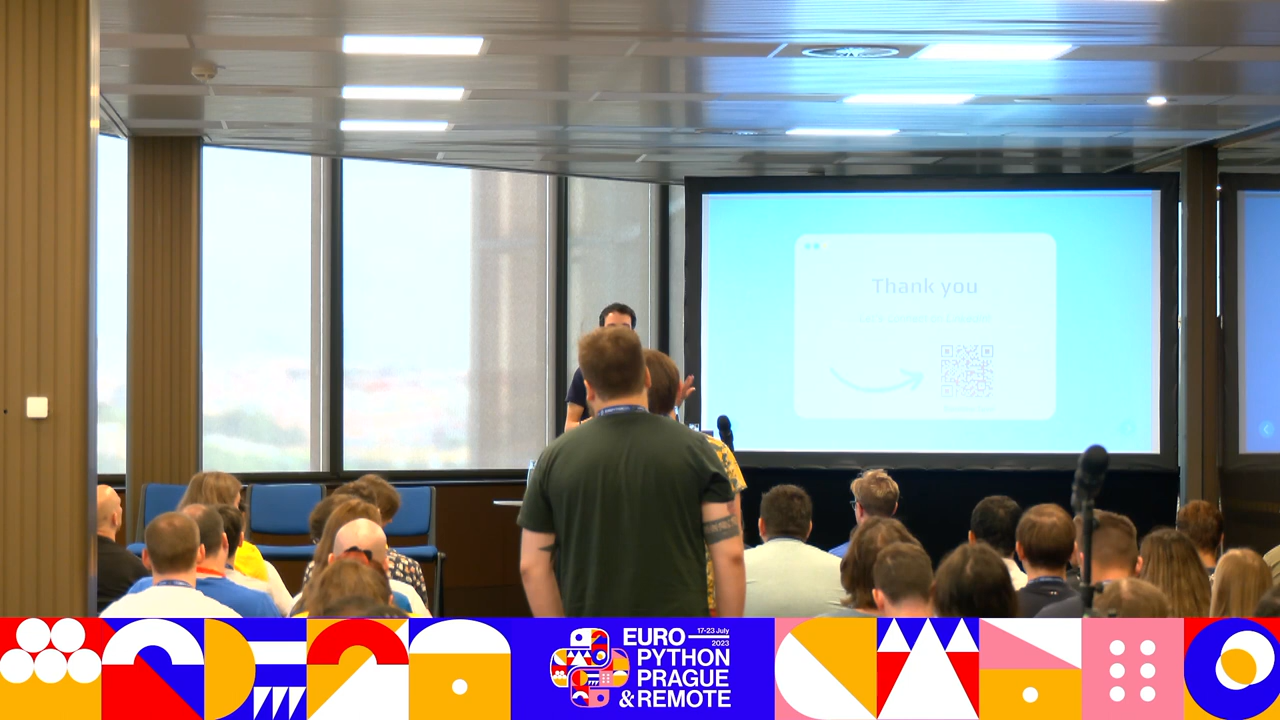 Thank you
17-23 July
2023
EURO
PYTHON
PRAGUE
& REMOTE